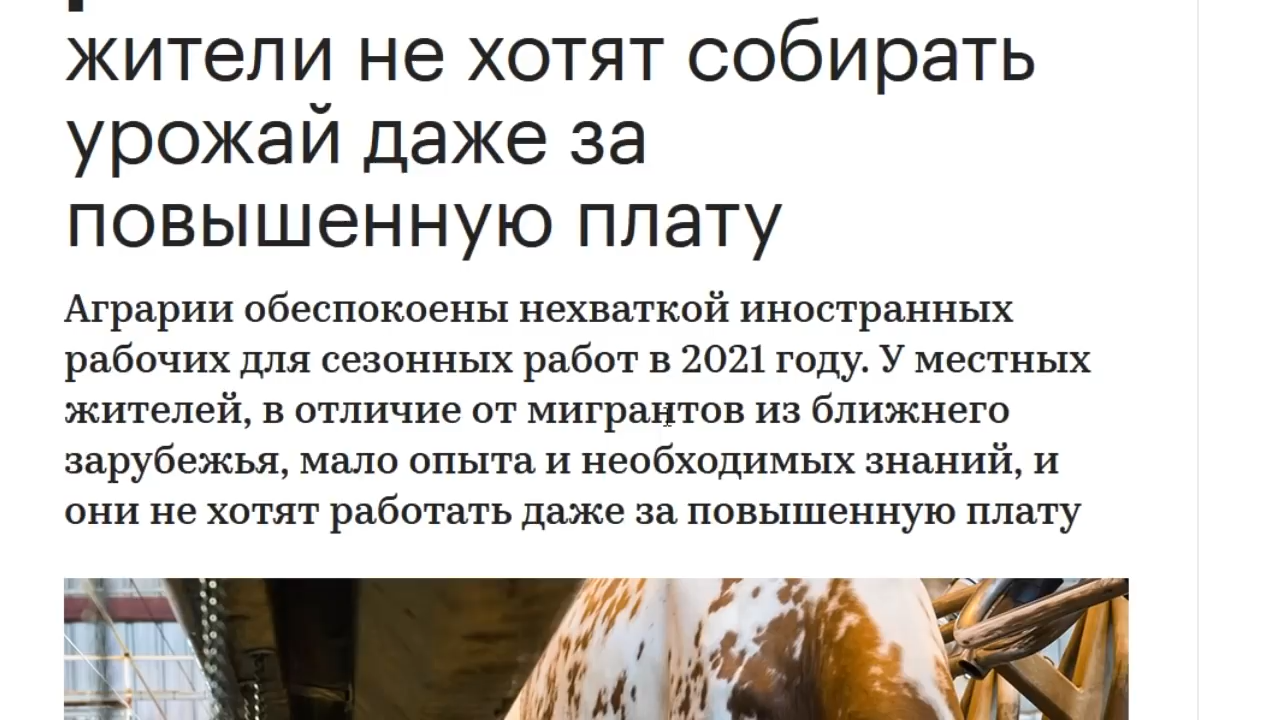 жители не хотят собирать
урожай даже за
повышенную плату
Аграрии обеспокоены нехваткой иностранных
рабочих для сезонных работ в 2021 году. У местных
жителей, в отличие от мигрантов из ближнего
зарубежья, мало опыта и необходимых знаний, и
они не хотят работать даже за повышенную плату